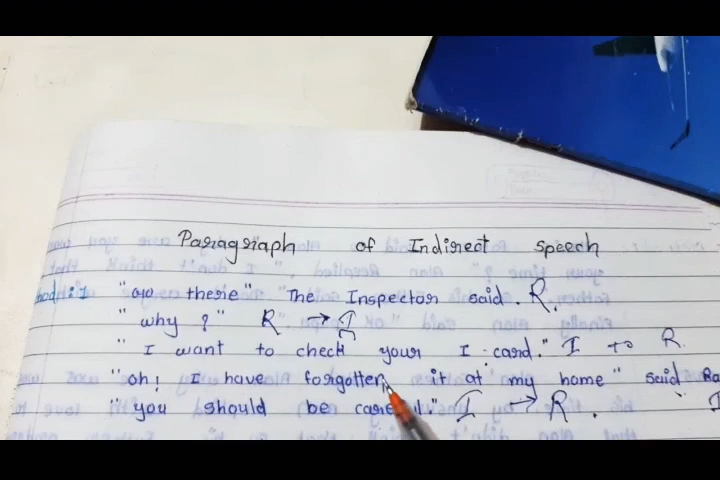 Paragraph of Indirect speech
"Go there" The Inspector said. R.
"why ?" R → I
"I want to check your I card." I to R.
"oh! I have forgotten it at my home" said
"you should be" I → R.